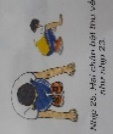 Nhịp 25. Hai chân bật thu về
như nhịp 23.